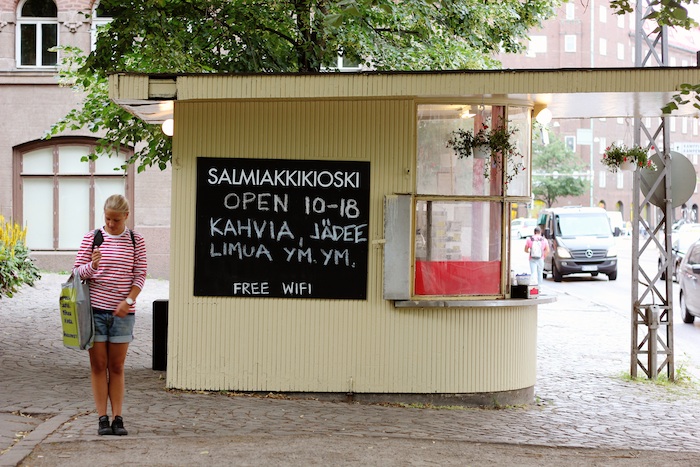 SALMIAKKIKIOSKI
OPEN 10-18
KAHVIA, JÄDEE
LIMUA YM. YM.
FREE WIFI